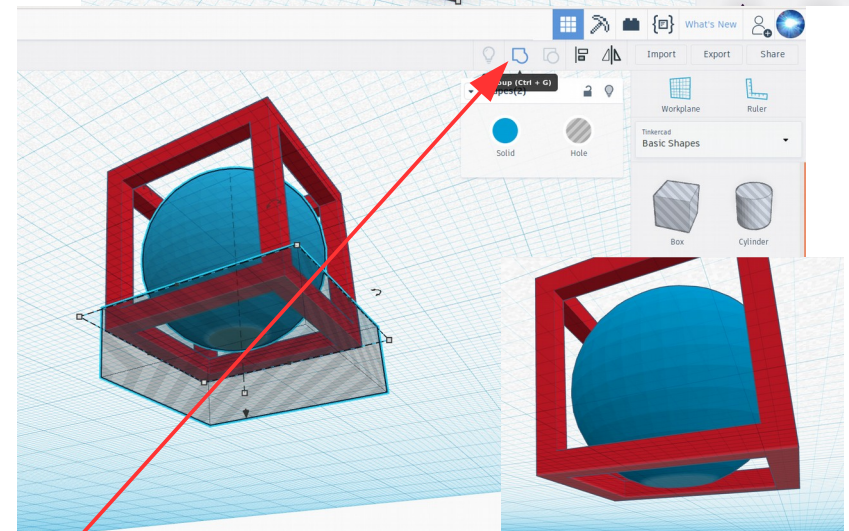 What's New
Import Export Share
oup (Ctrl + G)
Solid Hole
Workplane Ruler
Tinkercad
Basic Shapes
Box Cylinder